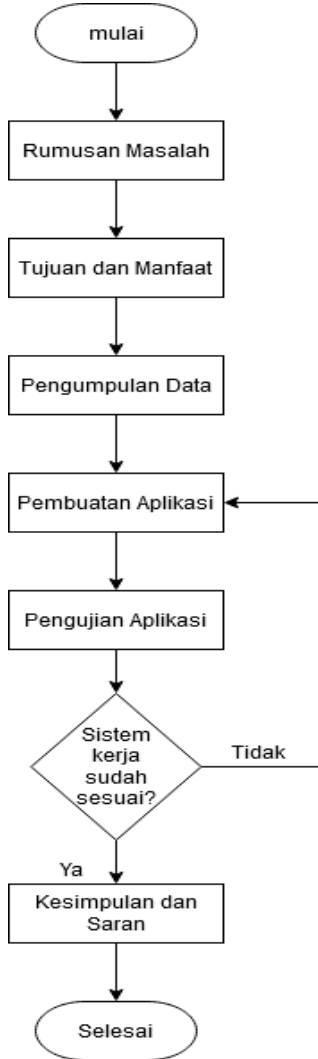 mulai
Rumusan Masalah
Tujuan dan Manfaat
Pengumpulan Data
Pembuatan Aplikasi
Pengujian Aplikasi
Sistem
kerja
sudah
sesuai?
Tidak
Ya
Kesimpulan dan
Saran
Selesai